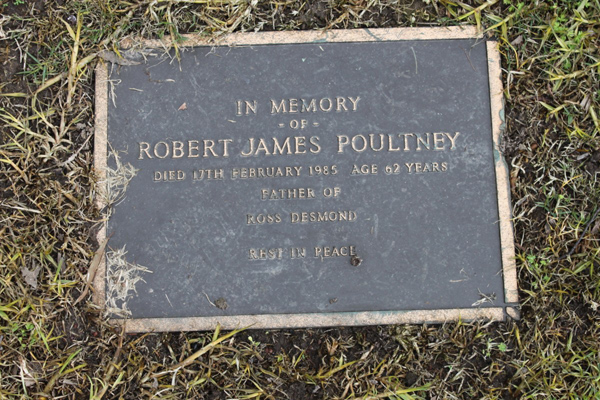 IN MEMORY
- OF -
ROBERT JAMES POULTNEY
DIED 17TH FEBRUARY 1985 AGE 62 YEARS
FATHER OF
ROSS DESMOND
REST IN PEACE